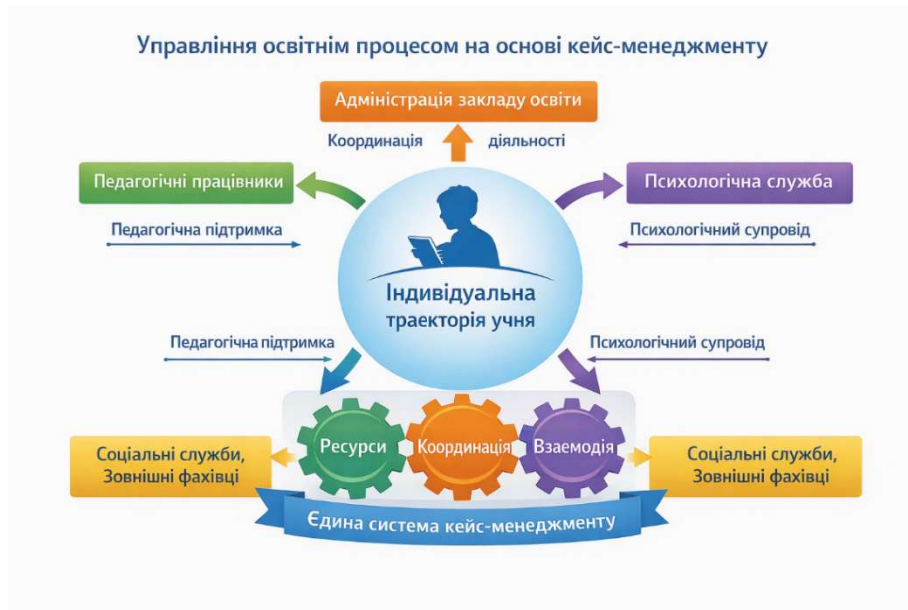 Управління освітнім процесом на основі кейс-менеджменту
Адміністрація закладу освіти
Координація діяльності
Педагогічні працівники
Психологічна служба
Педагогічна підтримка
Психологічний супровід
Індивідуальна
траекторія учня
Педагогічна підтримка
Психологічний супровід
Ресурси
Координація
Взаемодія
Соціальні служби,
Зовнішні фахівці
Соціальні служби,
Зовнішні фахівці
Єдина система кейс-менеджменту